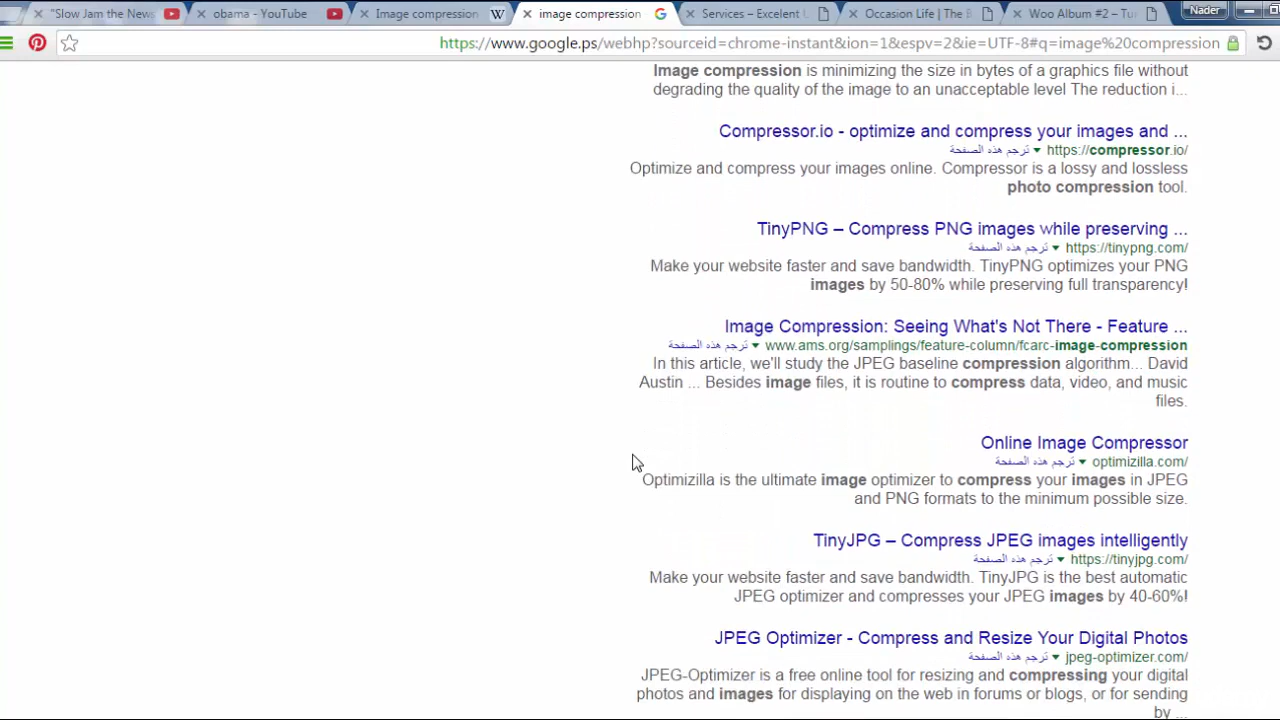 "Slow Jam the News
obama - YouTube
Image compression
W
image compression
Services – Excelent
Occasion Life | The B
Woo Album #2 – Tu
Nader
https://www.google.ps/webhp?sourceid=chrome-instant&ion=1&espv=2&ie=UTF-8#q=image%20compression
Image compression is minimizing the size in bytes of a graphics file without
degrading the quality of the image to an unacceptable level The reduction i...
Compressor.io - optimize and compress your images and ...
https://compressor.io/ ترجم هذه الصفحة
Optimize and compress your images online. Compressor is a lossy and lossless
photo compression tool.
TinyPNG – Compress PNG images while preserving ...
https://tinypng.com/ ترجم هذه الصفحة
Make your website faster and save bandwidth. TinyPNG optimizes your PNG
images by 50-80% while preserving full transparency!
Image Compression: Seeing What's Not There - Feature ...
www.ams.org/samplings/feature-column/fcarc-image-compression ترجم هذه الصفحة
In this article, we'll study the JPEG baseline compression algorithm... David
Austin ... Besides image files, it is routine to compress data, video, and music
files.
Online Image Compressor
optimizilla.com/ ترجم هذه الصفحة
Optimizilla is the ultimate image optimizer to compress your images in JPEG
and PNG formats to the minimum possible size.
TinyJPG – Compress JPEG images intelligently
https://tinyjpg.com/ ترجم هذه الصفحة
Make your website faster and save bandwidth. TinyJPG is the best automatic
JPEG optimizer and compresses your JPEG images by 40-60%!
JPEG Optimizer - Compress and Resize Your Digital Photos
jpeg-optimizer.com/ ترجم هذه الصفحة
JPEG-Optimizer is a free online tool for resizing and compressing your digital
photos and images for displaying on the web in forums or blogs, or for sending
by ...